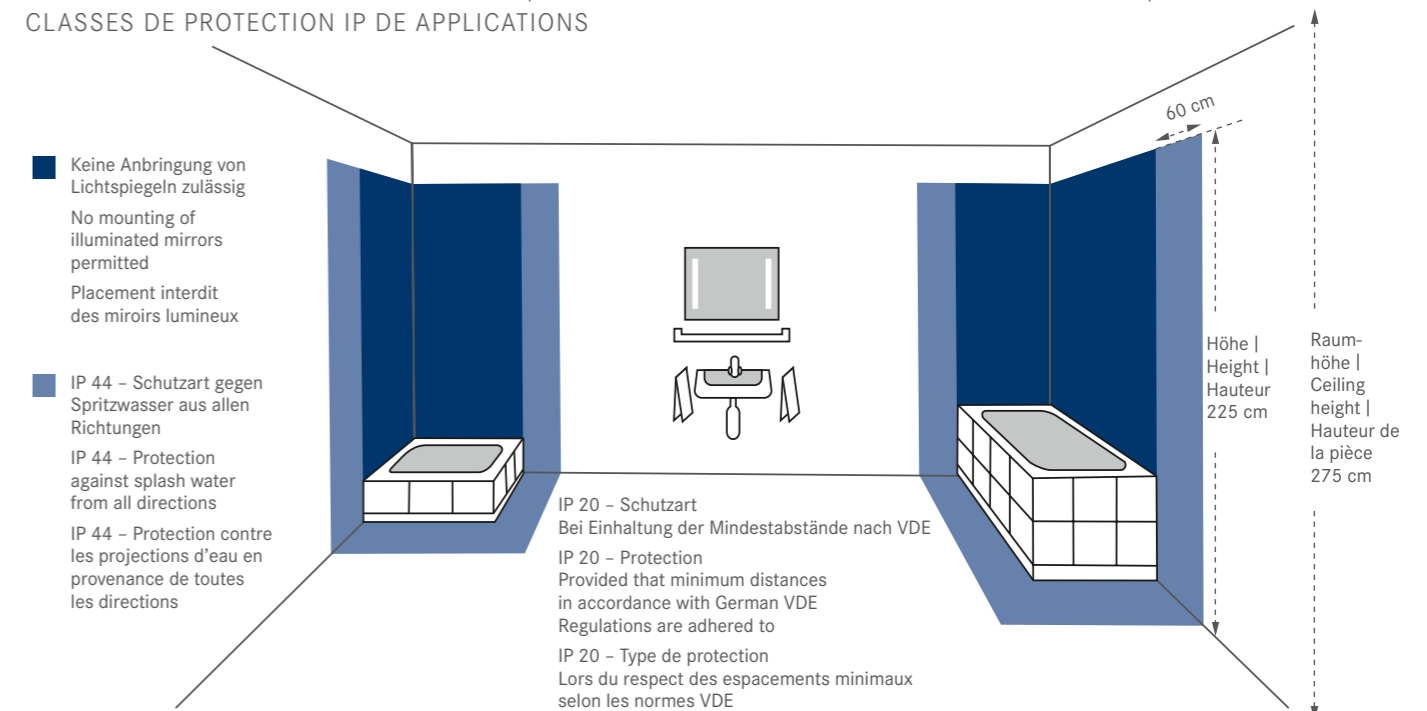 CLASSES DE PROTECTION IP DE APPLICATIONS
Keine Anbringung von
Lichtspiegeln zulässig
No mounting of
illuminated mirrors
permitted
Placement interdit
des miroirs lumineux
IP 44 – Schutzart gegen
Spritzwasser aus allen
Richtungen
IP 44 – Protection
against splash water
from all directions
IP 44 – Protection contre
les projections d'eau en
provenance de toutes
les directions
IP 20 – Schutzart
Bei Einhaltung der Mindestabstände nach VDE
IP 20 – Protection
Provided that minimum distances
in accordance with German VDE
Regulations are adhered to
IP 20 – Type de protection
Lors du respect des espacements minimaux
selon les normes VDE
60 cm
Höhe |
Height |
Hauteur
225 cm
Raum-
höhe |
Ceiling
height |
Hauteur de
la pièce
275 cm